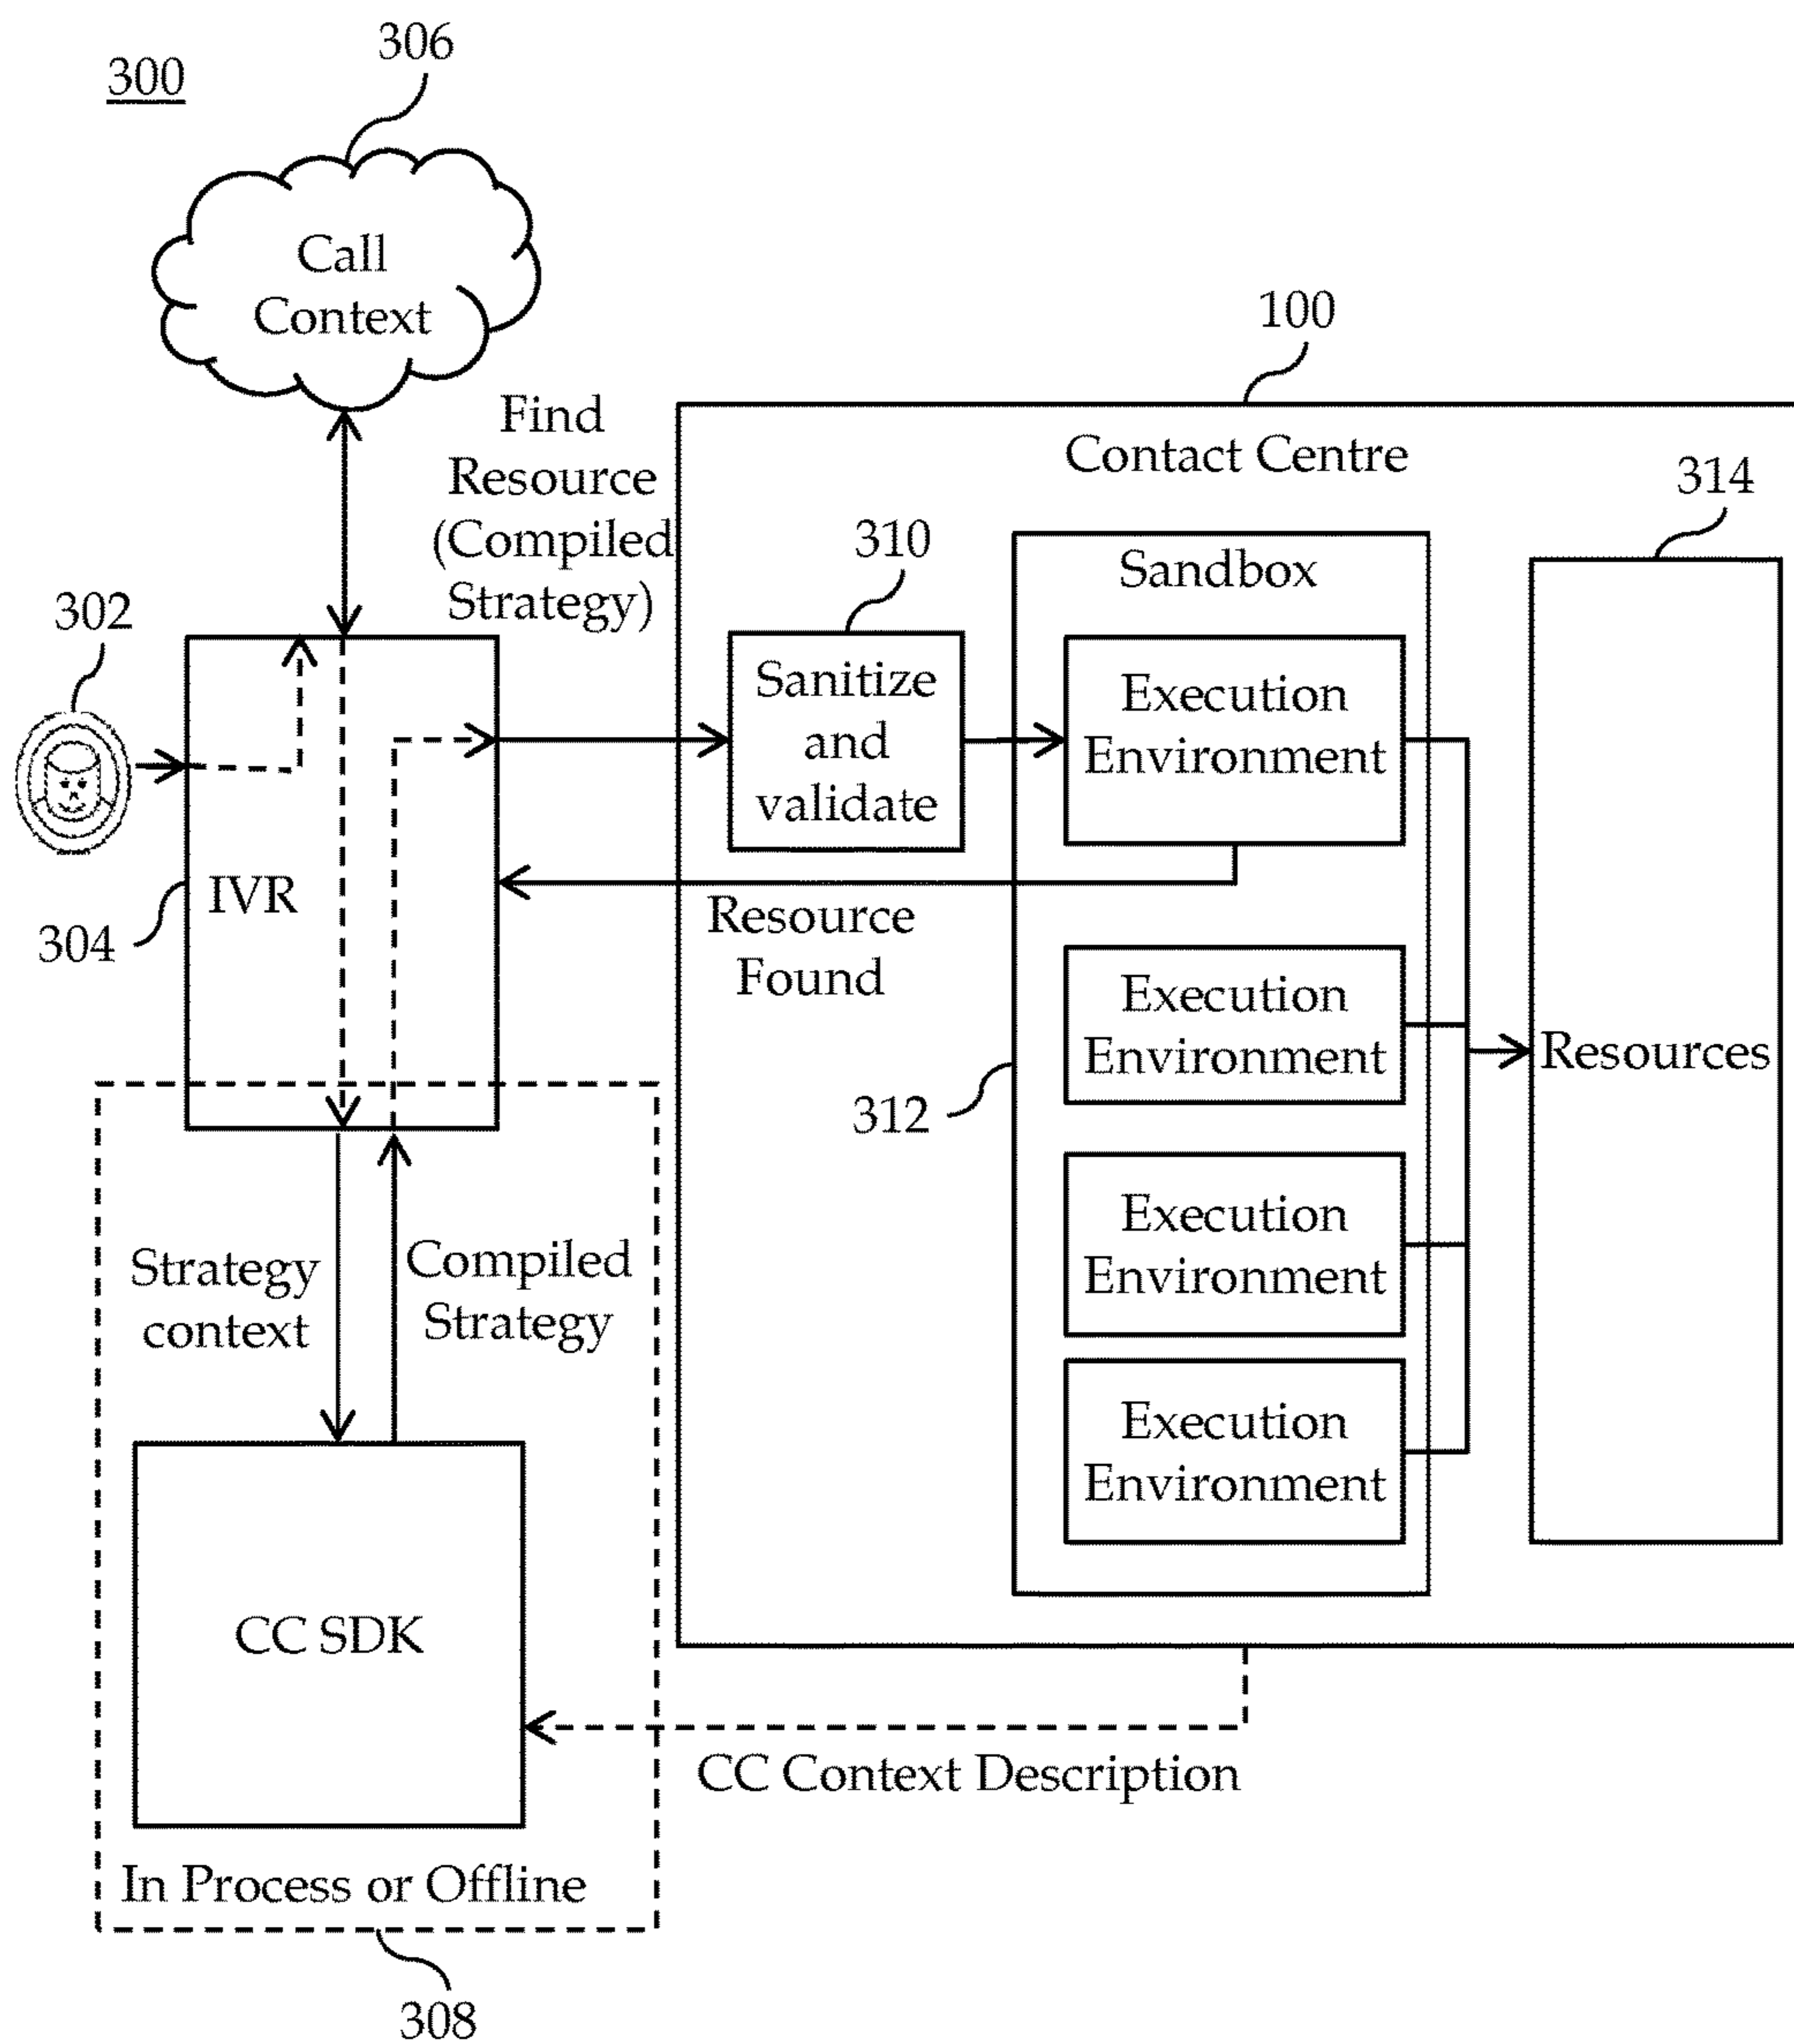 300
306
Call
Context
Find
Resource
(Compiled
Strategy)
100
Contact Centre
314
310
Sandbox
302
Sanitize
and
validate
Execution
Environment
IVR
304
Resource
Found
Execution
Environment
Resources
312
Execution
Environment
Strategy
context
Compiled
Strategy
Execution
Environment
CC SDK
CC Context Description
In Process or Offline
308